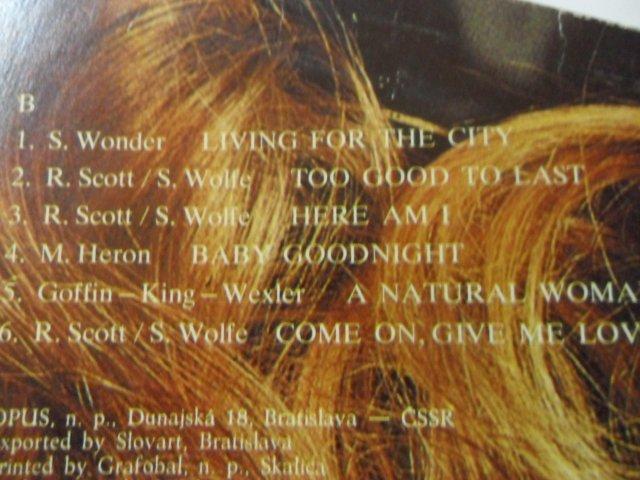 B
1. S. Wonder LIVING FOR THE CITY
2. R. Scott / S. Wolfe TOO GOOD TO LAST
3. R. Scott / S. Wolfe HERE AM I
4. M. Heron BABY GOODNIGHT
5. Goffin – King – Wexler A NATURAL WOMA
6. R. Scott / S. Wolfe COME ON, GIVE ME LOV
OPUS, n. p., Dunajská 18, Bratislava – ČSSR
xported by Slovart, Bratislava
rinted by Grafobal, n. p., Skalica